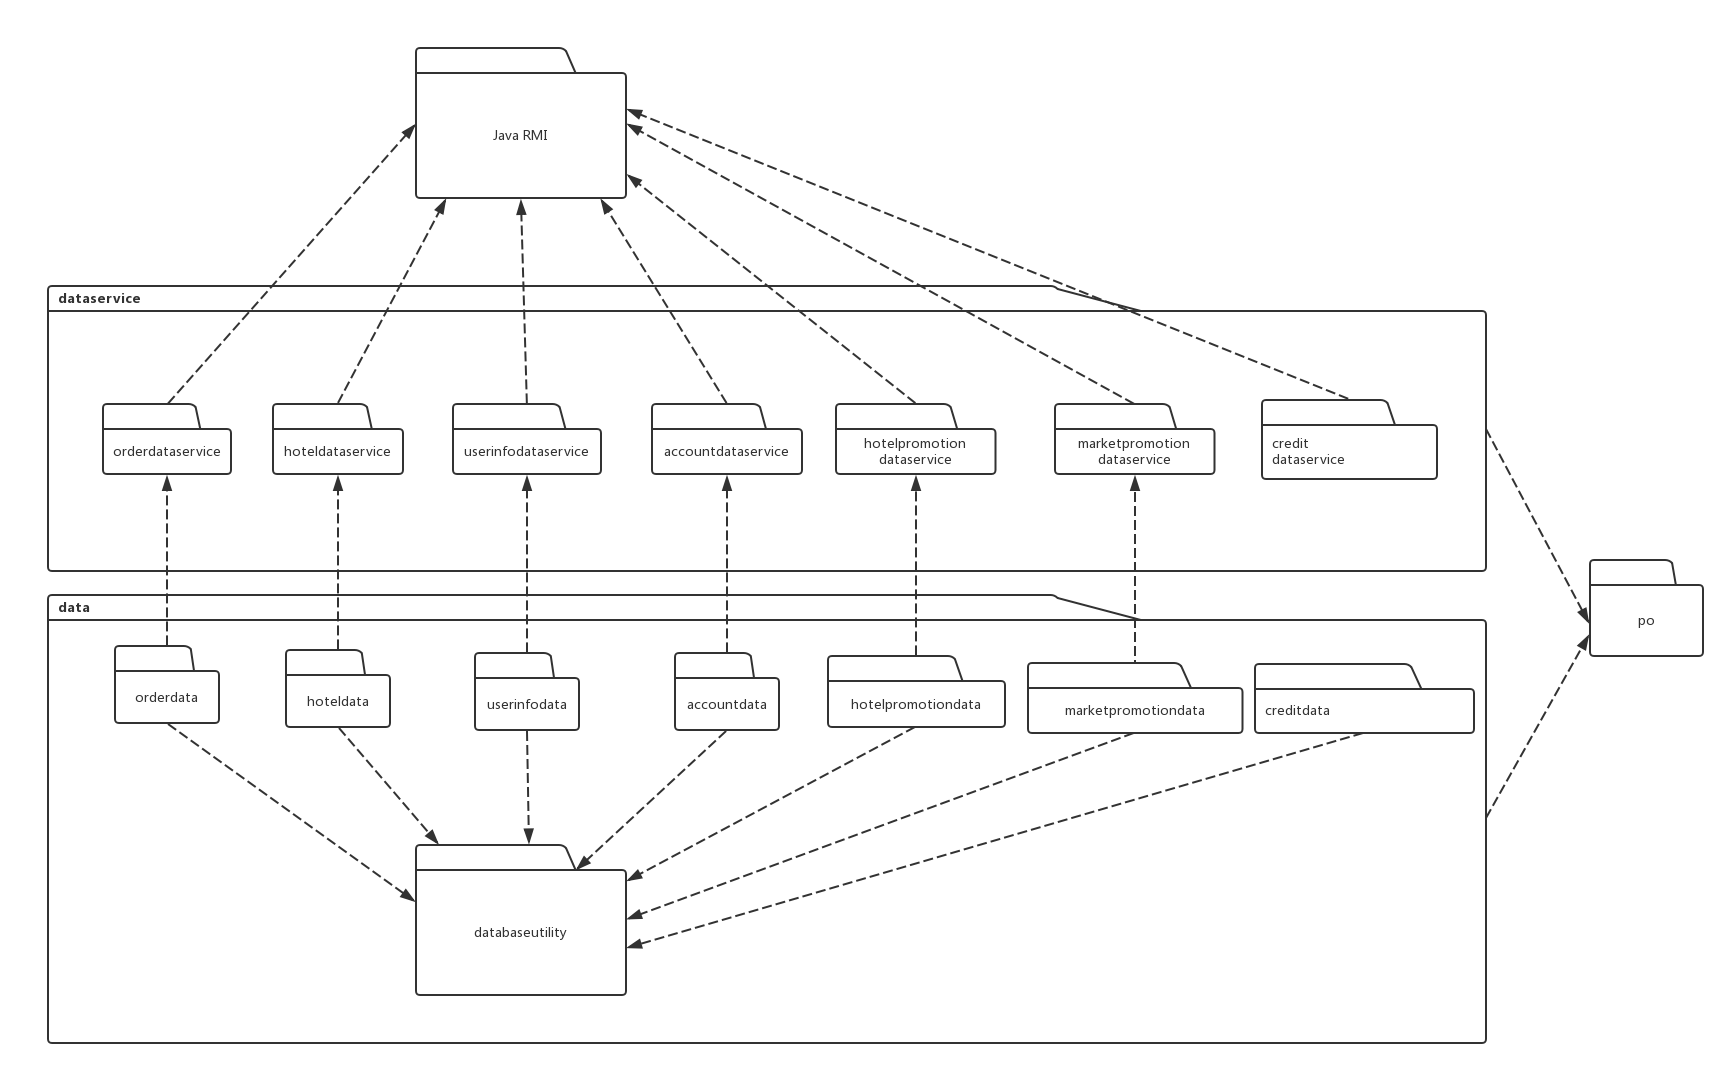 Java RMI
dataservice
orderdataservice
hoteldataservice
userinfodataservice
accountdataservice
hotelpromotion
dataservice
marketpromotion
dataservice
credit
dataservice
po
data
orderdata
hoteldata
userinfodata
accountdata
hotelpromotiondata
marketpromotiondata
creditdata
databaseutility